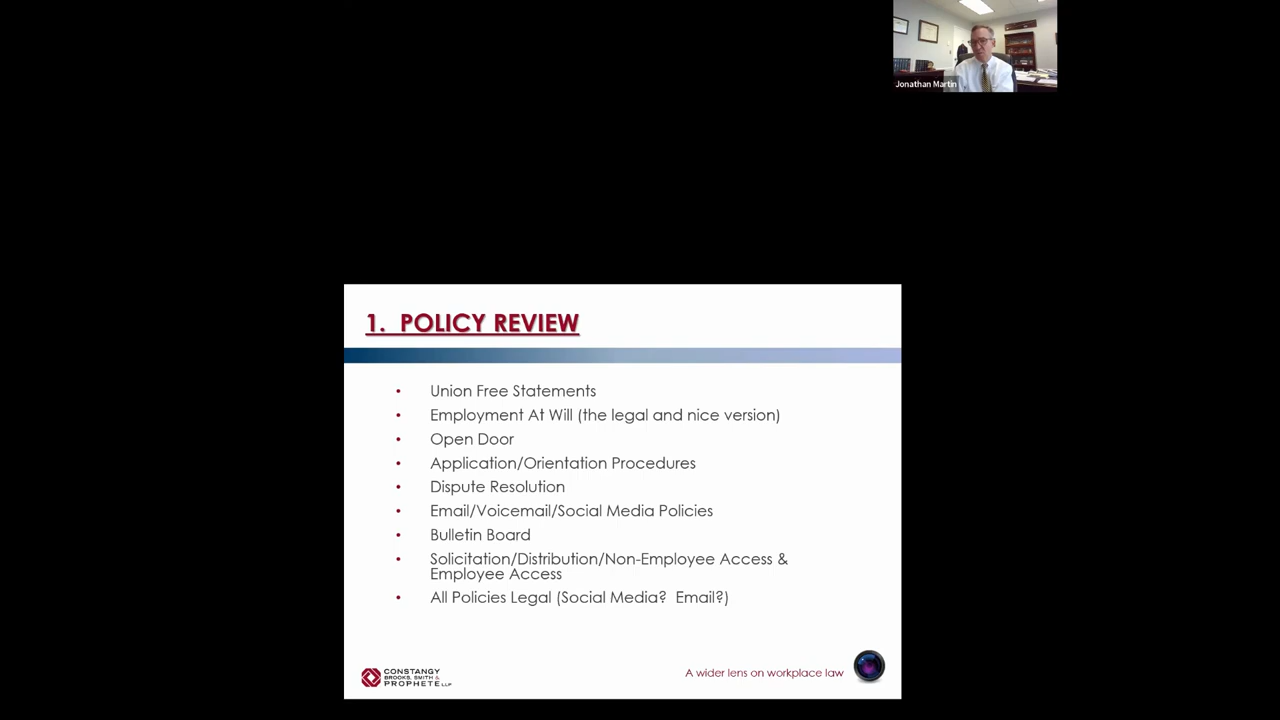 Jonathan Martin
1. POLICY REVIEW
• Union Free Statements
• Employment At Will (the legal and nice version)
• Open Door
• Application/Orientation Procedures
• Dispute Resolution
• Email/Voicemail/Social Media Policies
• Bulletin Board
• Solicitation/Distribution/Non-Employee Access &
Employee Access
• All Policies Legal (Social Media? Email?)
CONSTANGY
BROOKS, SMITH &
PROPHETE LLP
A wider lens on workplace law